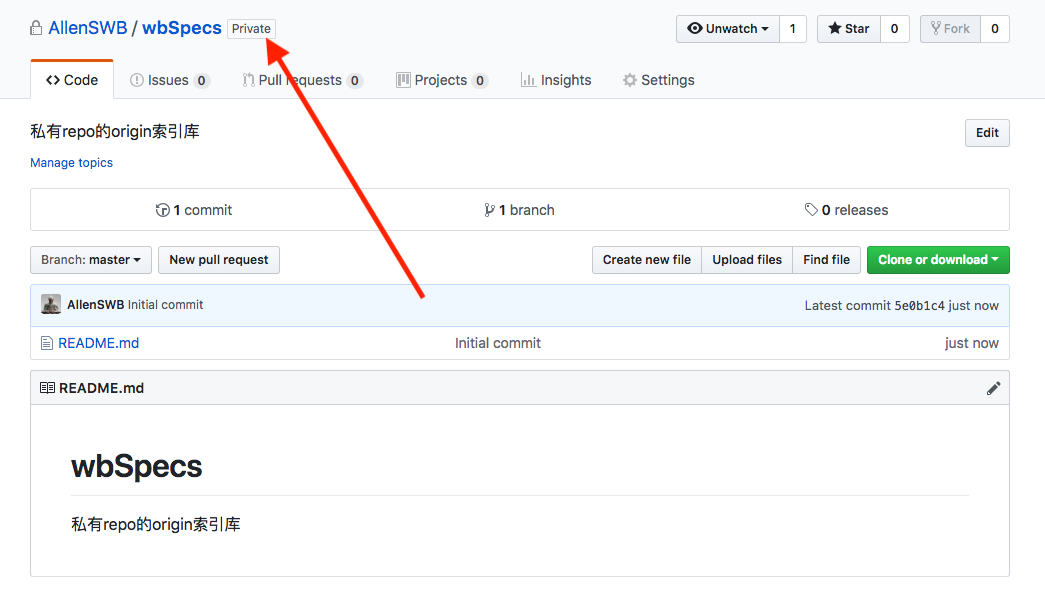 AllenSWB / wbSpecs Private Unwatch 1 Star 0 Fork 0
Code Issues 0 Pull requests 0 Projects 0 Insights Settings
私有repo的origin索引库 Edit
Manage topics
1 commit 1 branch 0 releases
Branch: master New pull request Create new file Upload files Find file Clone or download
AllenSWB Initial commit Latest commit 5e0b1c4 just now
README.md Initial commit just now
README.md
wbSpecs
私有repo的origin索引库